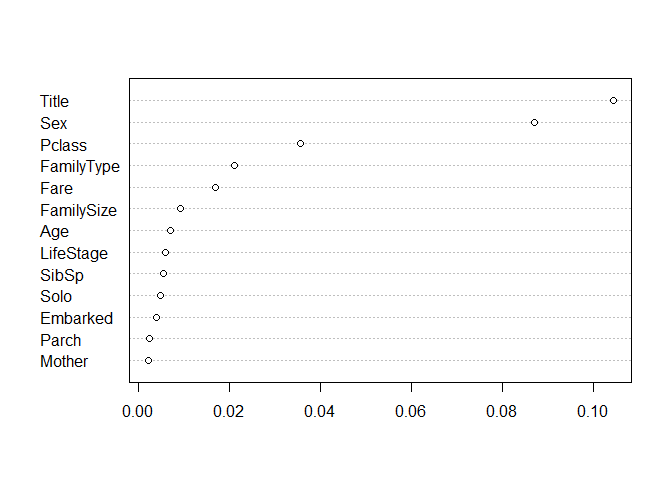 Title
Sex
Pclass
FamilyType
Fare
FamilySize
Age
LifeStage
SibSp
Solo
Embarked
Parch
Mother
0.00 0.02 0.04 0.06 0.08 0.10